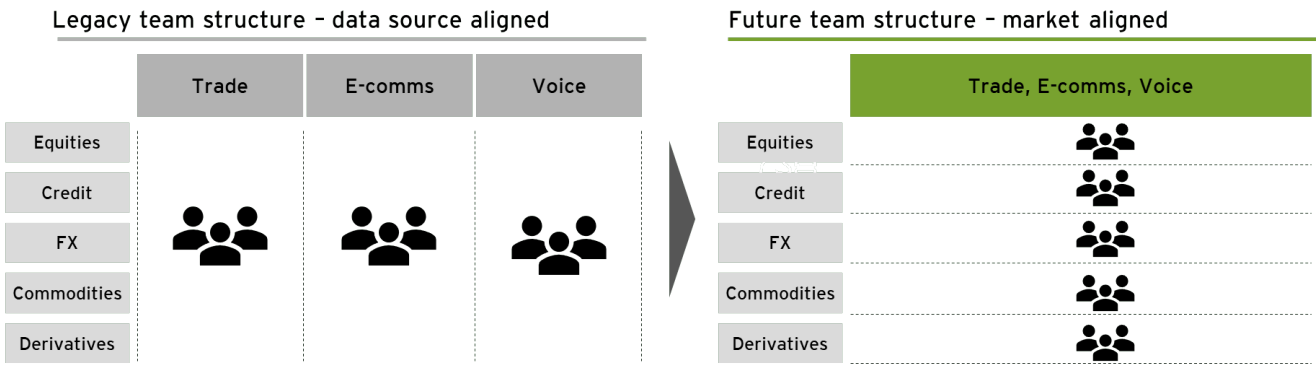 Legacy team structure – data source aligned
Trade
E-comms
Voice
Equities
Credit
FX
Commodities
Derivatives
Future team structure – market aligned
Trade, E-comms, Voice
Equities
Credit
FX
Commodities
Derivatives